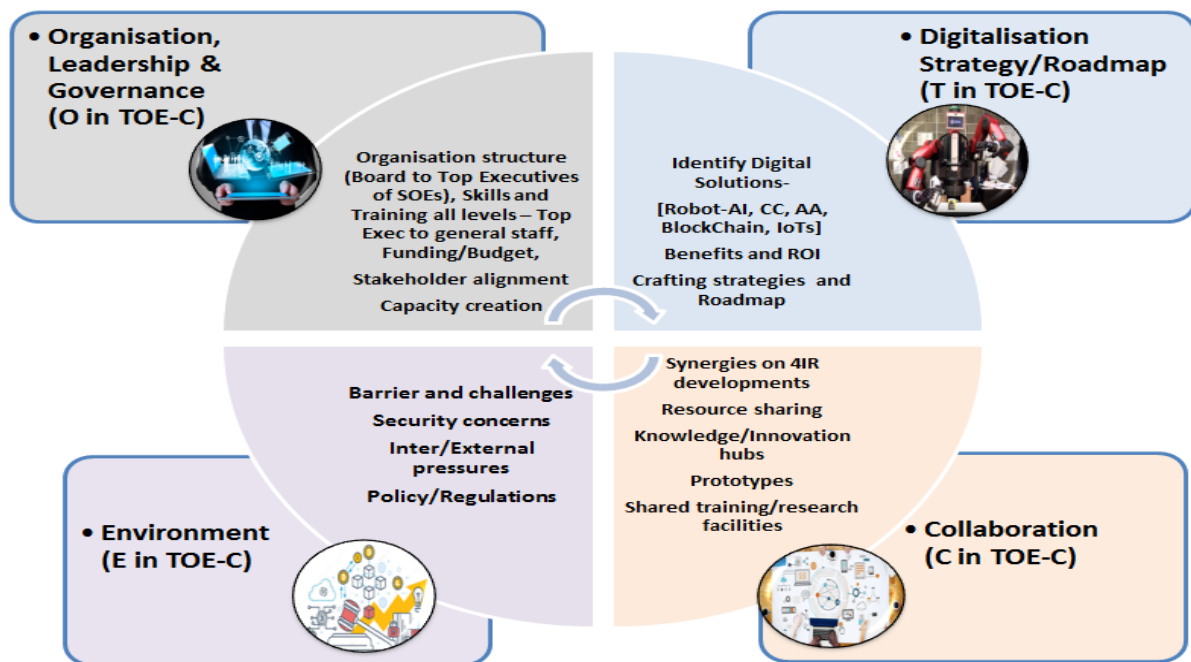 • Organisation,
Leadership &
Governance
(O in TOE-C)
• Digitalisation
Strategy/Roadmap
(T in TOE-C)
Organisation structure
(Board to Top Executives
of SOEs), Skills and
Training all levels – Top
Exec to general staff,
Funding/Budget,
Stakeholder alignment
Capacity creation
Identify Digital
Solutions-
[Robot-AI, CC, AA,
BlockChain, IoTs]
Benefits and ROI
Crafting strategies and
Roadmap
Barrier and challenges
Security concerns
Inter/External
pressures
Policy/Regulations
Synergies on 4IR
developments
Resource sharing
Knowledge/Innovation
hubs
Prototypes
Shared training/research
facilities
• Environment
(E in TOE-C)
• Collaboration
(C in TOE-C)